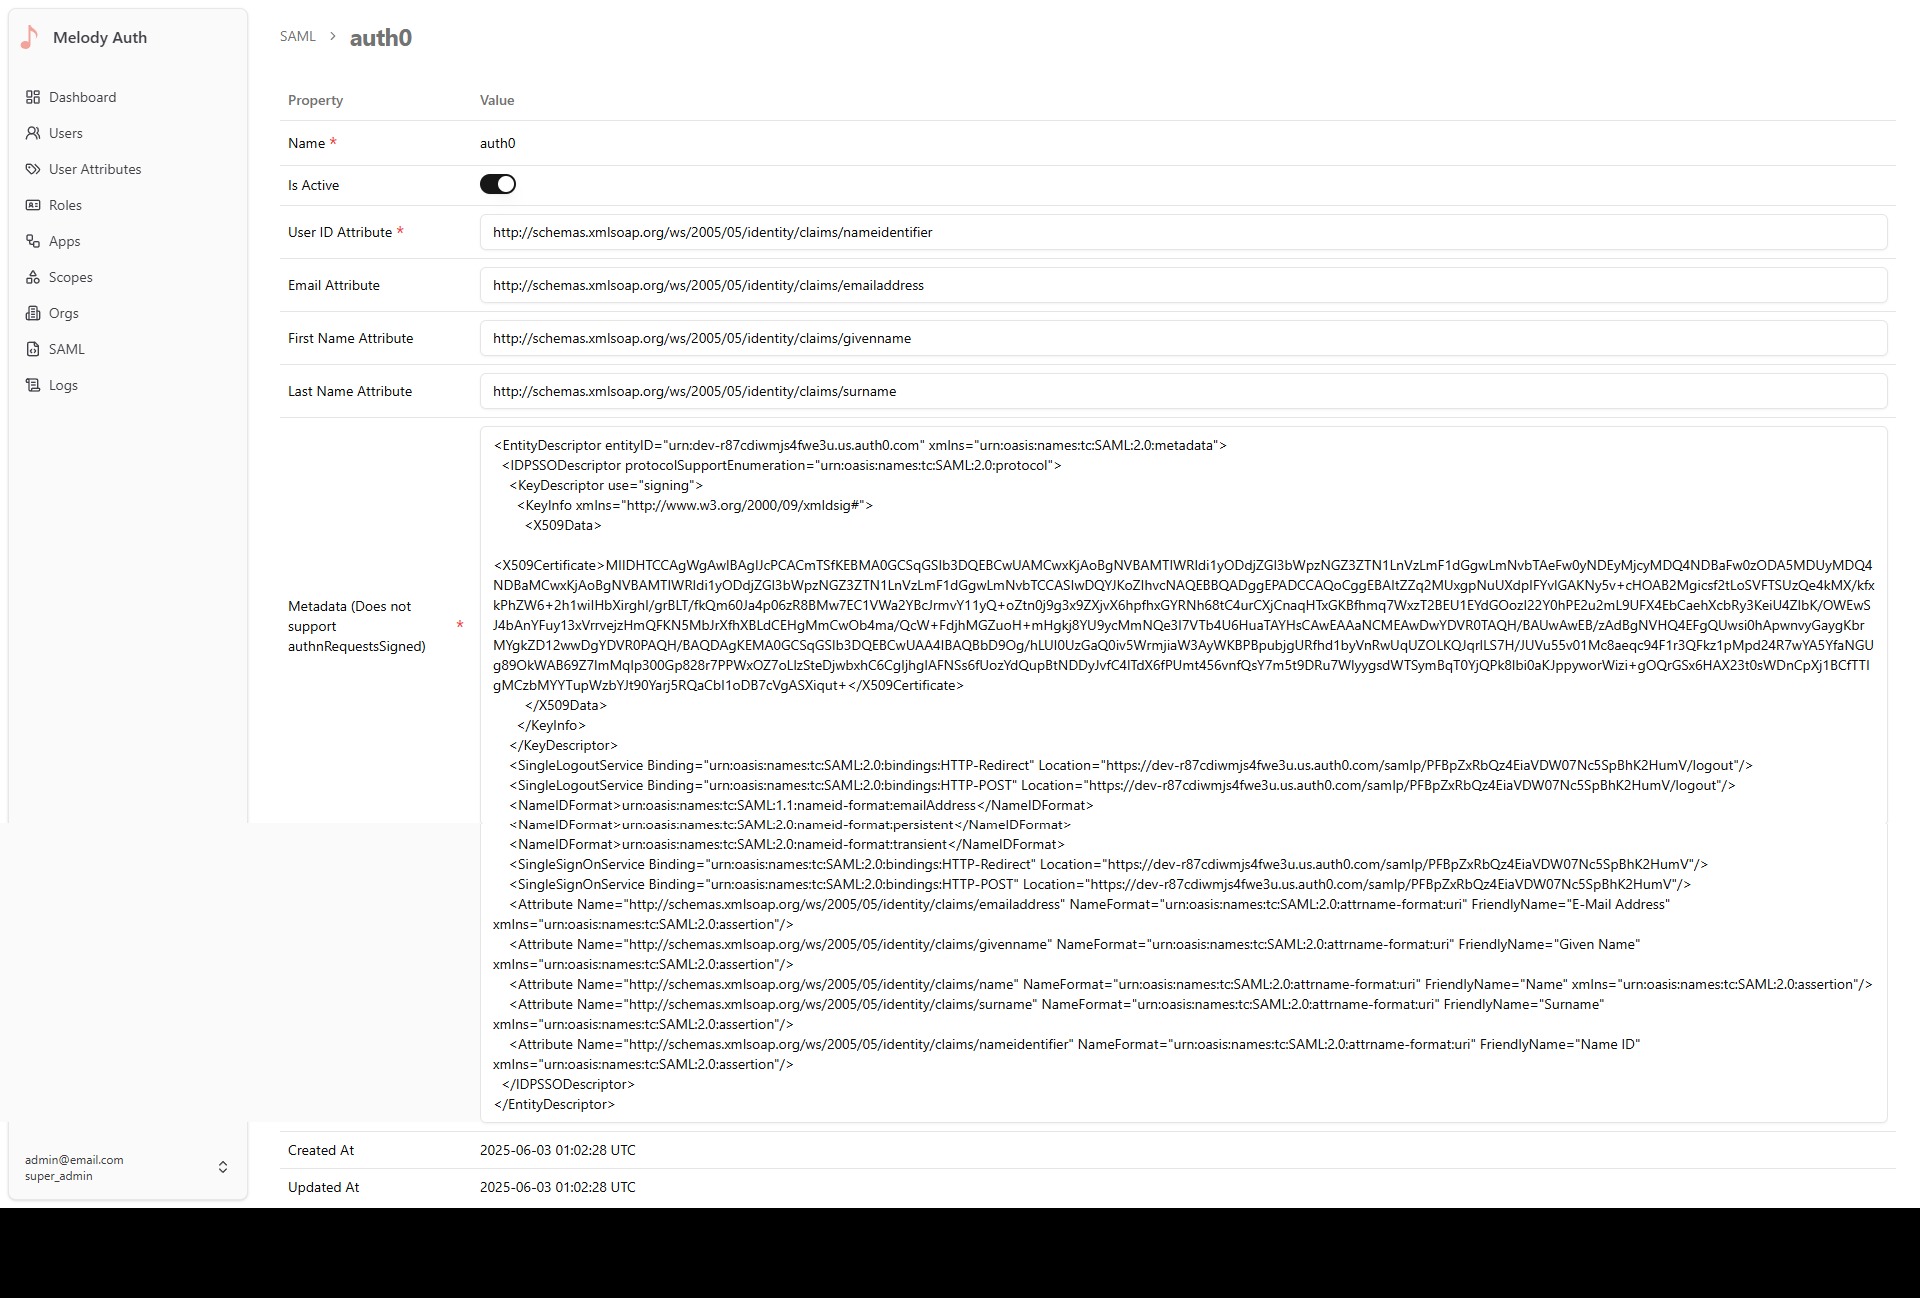 Melody Auth
Dashboard
Users
User Attributes
Roles
Apps
Scopes
Orgs
SAML
Logs
admin@email.com
super_admin
SAML > auth0
Property Value
Name * auth0
Is Active
User ID Attribute * http://schemas.xmlsoap.org/ws/2005/05/identity/claims/nameidentifier
Email Attribute http://schemas.xmlsoap.org/ws/2005/05/identity/claims/emailaddress
First Name Attribute http://schemas.xmlsoap.org/ws/2005/05/identity/claims/givenname
Last Name Attribute http://schemas.xmlsoap.org/ws/2005/05/identity/claims/surname
Metadata (Does not
support *
authnRequestsSigned)
<EntityDescriptor entityID="urn:dev-r87cdiwmjs4fwe3u.us.auth0.com" xmlns="urn:oasis:names:tc:SAML:2.0:metadata">
<IDPSSODescriptor protocolSupportEnumeration="urn:oasis:names:tc:SAML:2.0:protocol">
<KeyDescriptor use="signing">
<KeyInfo xmlns="http://www.w3.org/2000/09/xmldsig#">
<X509Data>
<X509Certificate>
</X509Certificate>
</X509Data>
</KeyInfo>
</KeyDescriptor>
<SingleLogoutService Binding="urn:oasis:names:tc:SAML:2.0:bindings:HTTP-Redirect" Location="https://dev-r87cdiwmjs4fwe3u.us.auth0.com/samlp/PFBpZxRbQz4EiaVDW07Nc5SpBhK2HumV/logout"/>
<SingleLogoutService Binding="urn:oasis:names:tc:SAML:2.0:bindings:HTTP-POST" Location="https://dev-r87cdiwmjs4fwe3u.us.auth0.com/samlp/PFBpZxRbQz4EiaVDW07Nc5SpBhK2HumV/logout"/>
<NameIDFormat>urn:oasis:names:tc:SAML:1.1:nameid-format:emailAddress</NameIDFormat>
<NameIDFormat>urn:oasis:names:tc:SAML:2.0:nameid-format:persistent</NameIDFormat>
<NameIDFormat>urn:oasis:names:tc:SAML:2.0:nameid-format:transient</NameIDFormat>
<SingleSignOnService Binding="urn:oasis:names:tc:SAML:2.0:bindings:HTTP-Redirect" Location="https://dev-r87cdiwmjs4fwe3u.us.auth0.com/samlp/PFBpZxRbQz4EiaVDW07Nc5SpBhK2HumV"/>
<SingleSignOnService Binding="urn:oasis:names:tc:SAML:2.0:bindings:HTTP-POST" Location="https://dev-r87cdiwmjs4fwe3u.us.auth0.com/samlp/PFBpZxRbQz4EiaVDW07Nc5SpBhK2HumV"/>
<Attribute Name="http://schemas.xmlsoap.org/ws/2005/05/identity/claims/emailaddress" NameFormat="urn:oasis:names:tc:SAML:2.0:attrname-format:uri" FriendlyName="E-Mail Address"
xmlns="urn:oasis:names:tc:SAML:2.0:assertion"/>
<Attribute Name="http://schemas.xmlsoap.org/ws/2005/05/identity/claims/givenname" NameFormat="urn:oasis:names:tc:SAML:2.0:attrname-format:uri" FriendlyName="Given Name"
xmlns="urn:oasis:names:tc:SAML:2.0:assertion"/>
<Attribute Name="http://schemas.xmlsoap.org/ws/2005/05/identity/claims/name" NameFormat="urn:oasis:names:tc:SAML:2.0:attrname-format:uri" FriendlyName="Name" xmlns="urn:oasis:names:tc:SAML:2.0:assertion"/>
<Attribute Name="http://schemas.xmlsoap.org/ws/2005/05/identity/claims/surname" NameFormat="urn:oasis:names:tc:SAML:2.0:attrname-format:uri" FriendlyName="Surname"
xmlns="urn:oasis:names:tc:SAML:2.0:assertion"/>
<Attribute Name="http://schemas.xmlsoap.org/ws/2005/05/identity/claims/nameidentifier" NameFormat="urn:oasis:names:tc:SAML:2.0:attrname-format:uri" FriendlyName="Name ID"
xmlns="urn:oasis:names:tc:SAML:2.0:assertion"/>
</IDPSSODescriptor>
</EntityDescriptor>
Created At 2025-06-03 01:02:28 UTC
Updated At 2025-06-03 01:02:28 UTC